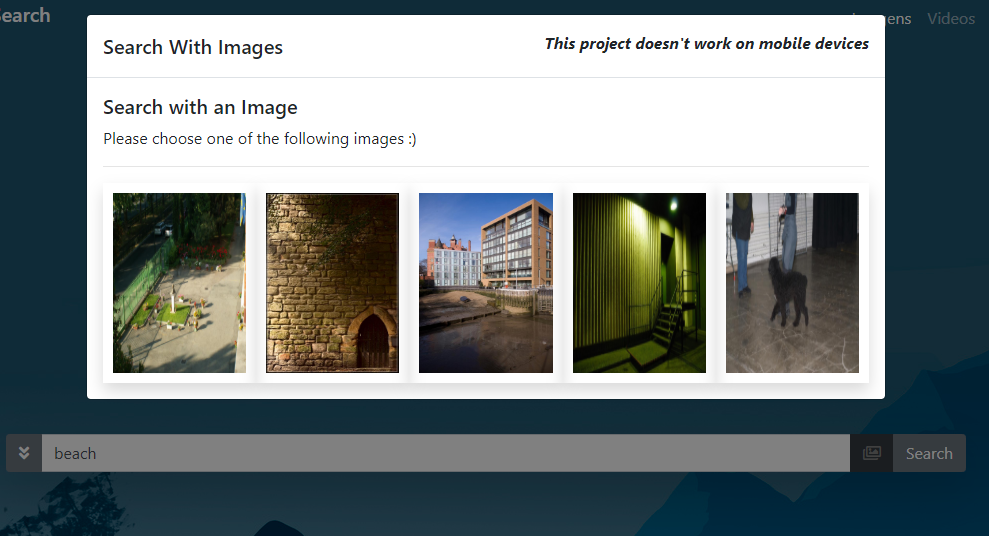 Search
Videos
Search With Images
This project doesn't work on mobile devices
Search with an Image
Please choose one of the following images :)
beach
Search